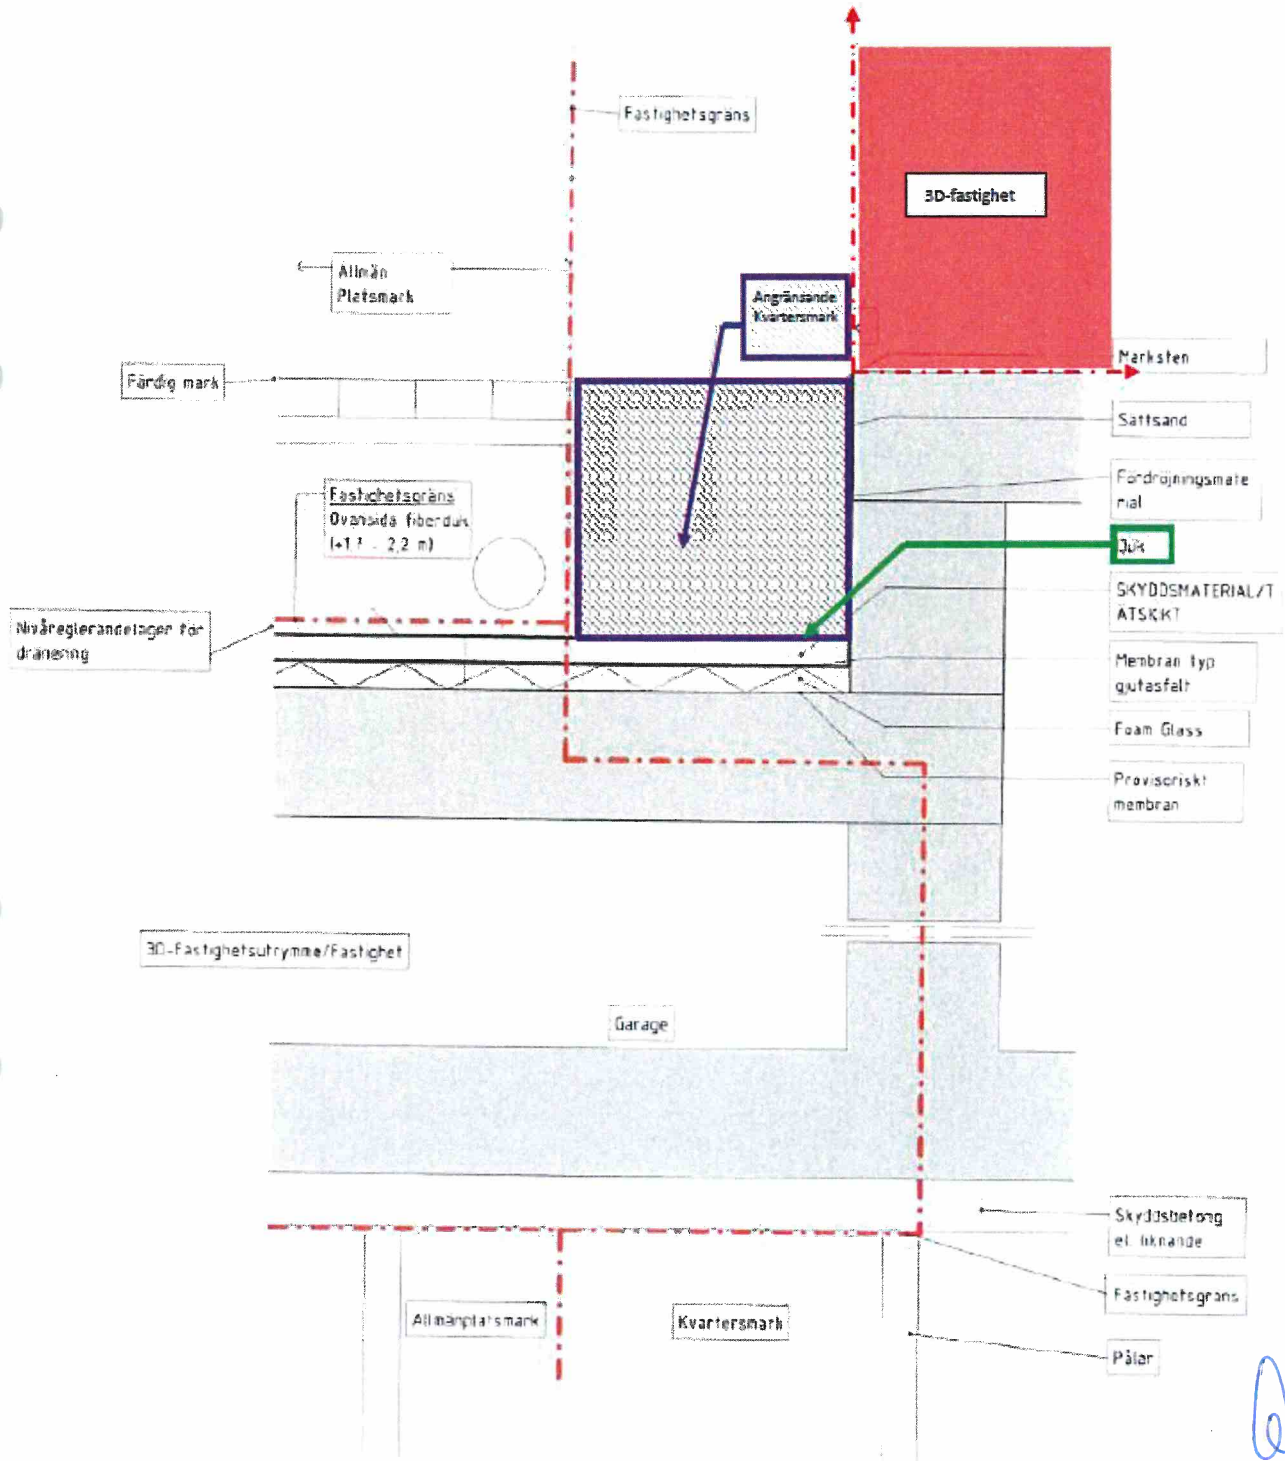 Fastighetsgräns
3D-fastighet
Allmän
Platsmark
Angränsande
Kvartersmark
Marksten
Färdig mark
Sättsand
Fördröjningsmate
rial
Fastighetsgräns
Ovansida fiberduk
Duk
SKYDDSMATERIAL/T
ÄTSKIKT
Nivåreglerandelager för
dränering
Membran typ
gjutasfalt
Foam Glass
Provisoriskt
membran
3D-Fastighetsutrymme/Fastighet
Garage
Skyddsbetong
el. liknande
Fastighetsgräns
Allmänplatsmark
Kvartersmark
Pålar